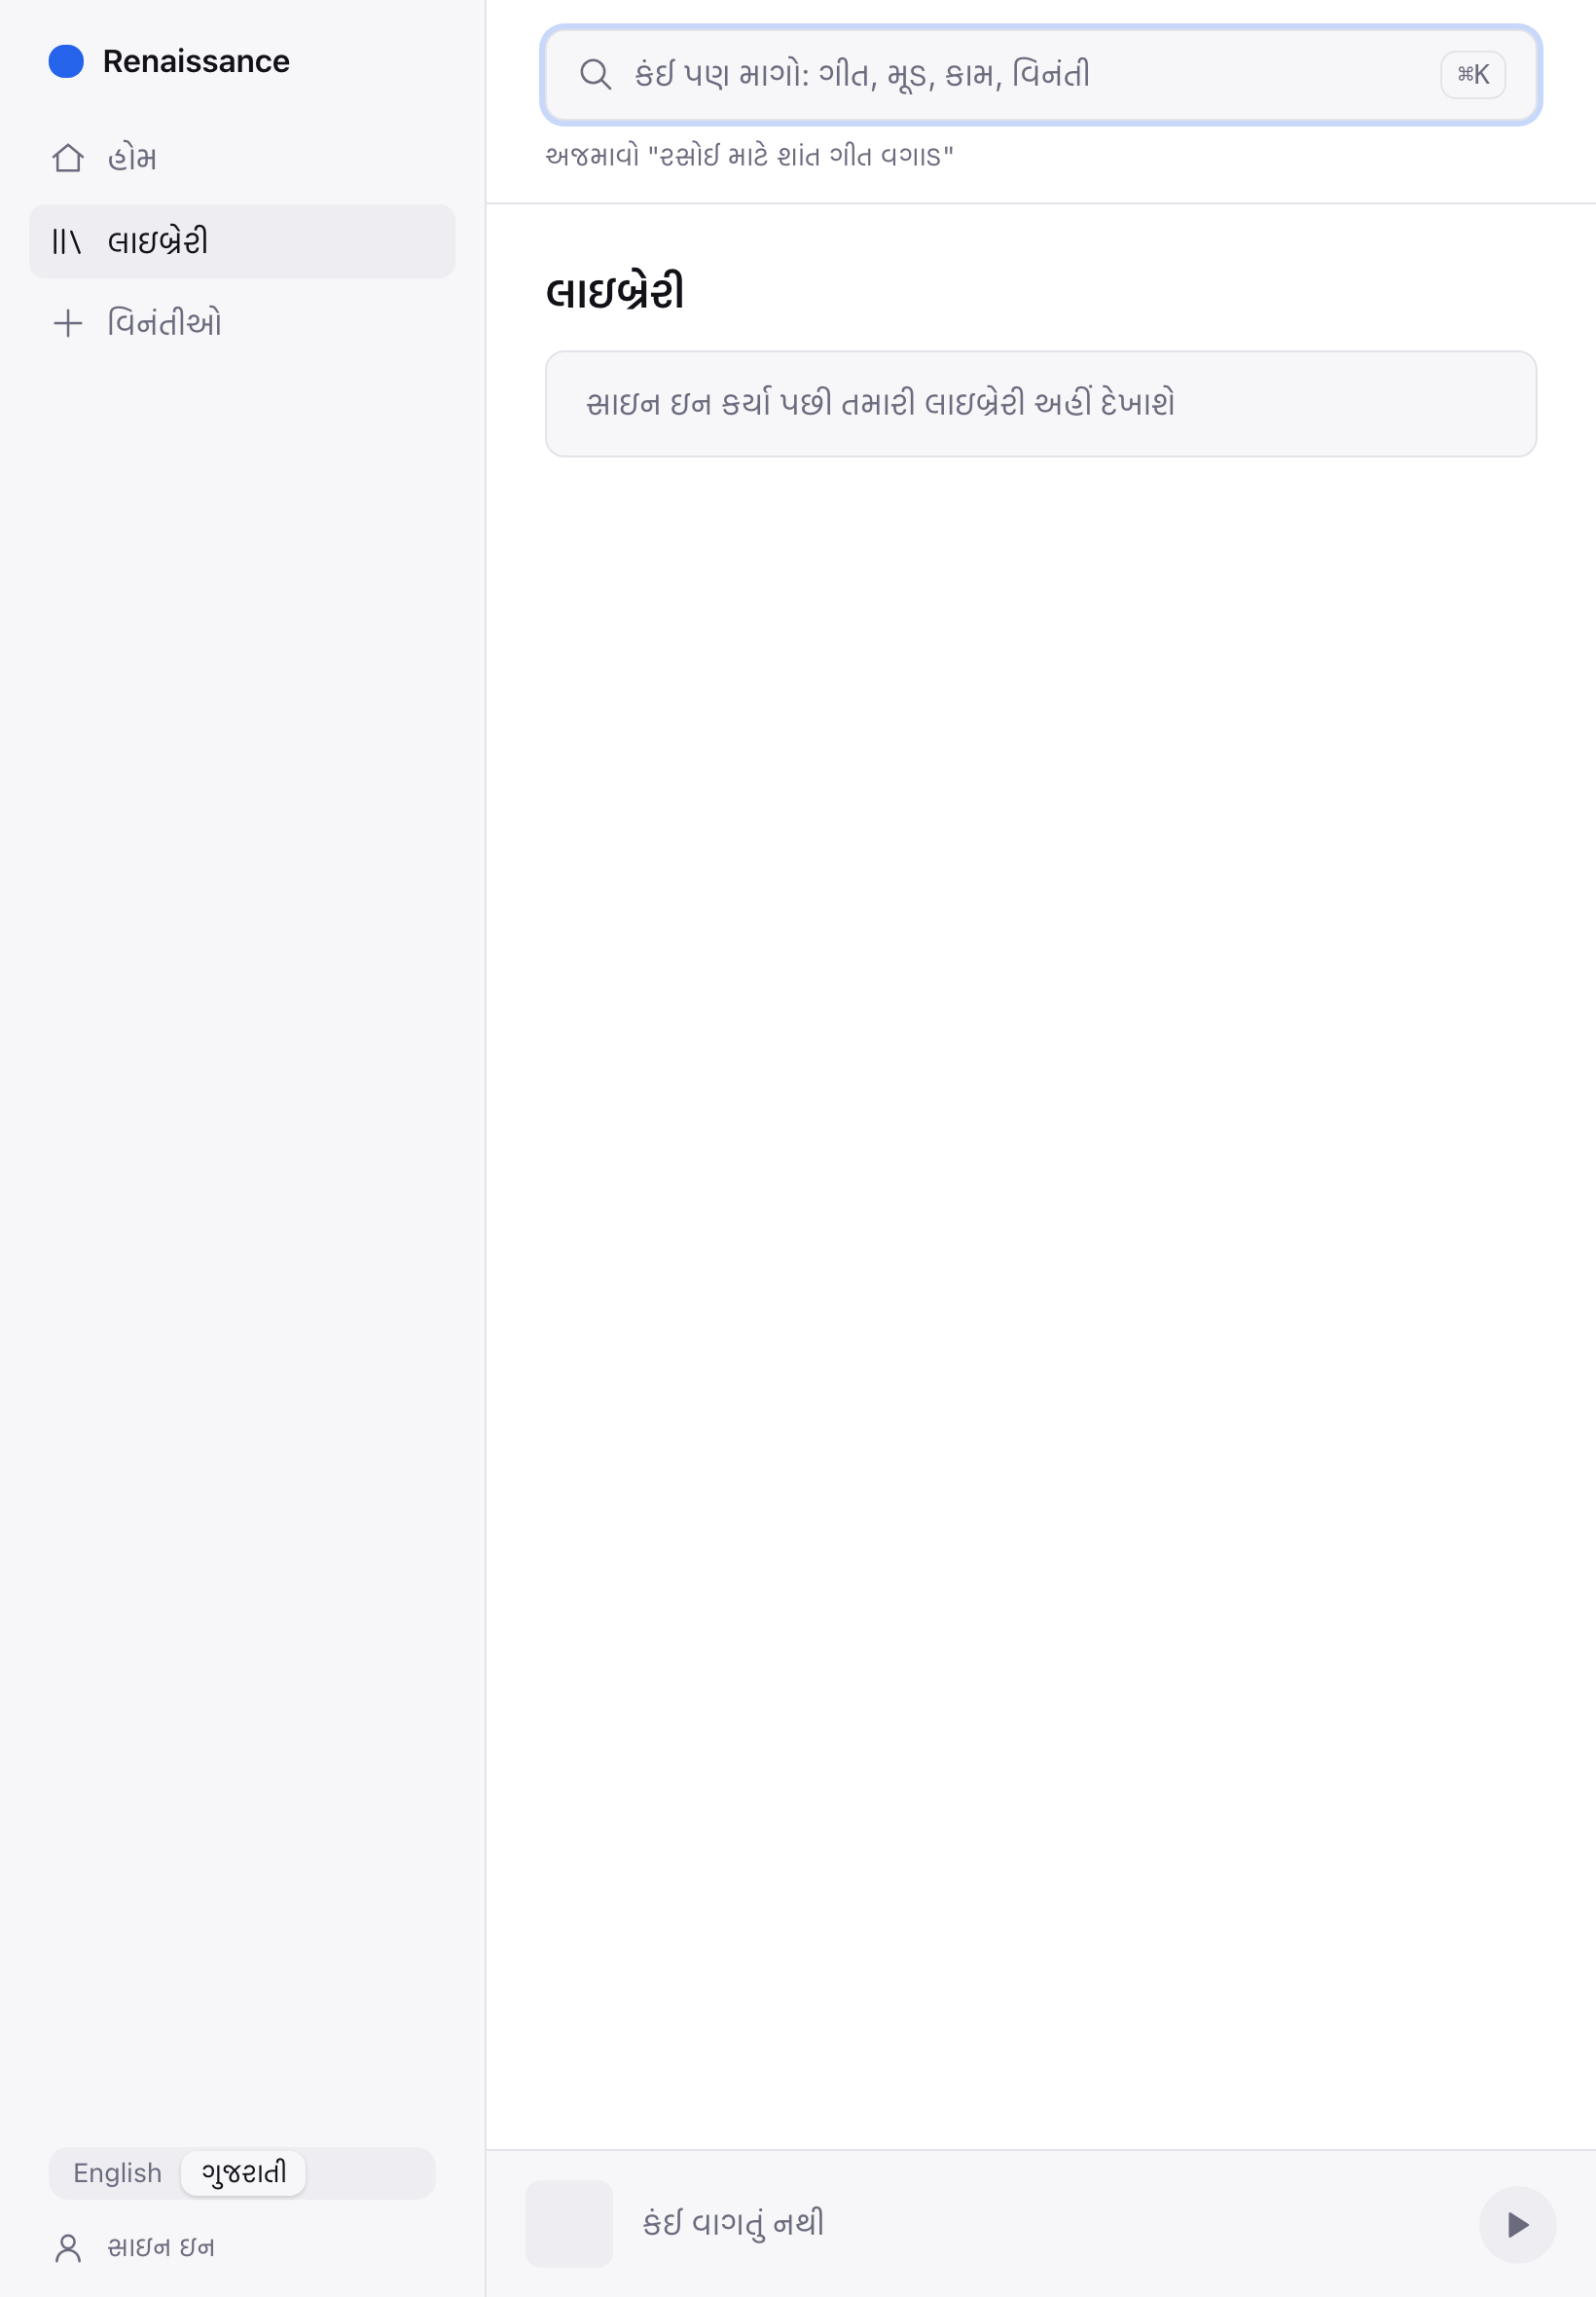 Renaissance
હોમ
લાઇબ્રેરી
વિનંતીઓ
English
ગુજરાતી
સાઇન ઇન
કંઈ પણ માગો: ગીત, મૂડ, કામ, વિનંતી
⌘K
અજમાવો "રસોઈ માટે શાંત ગીત વગાડ"
લાઇબ્રેરી
સાઇન ઇન કર્યા પછી તમારી લાઇબ્રેરી અહીં દેખાશે
કંઈ વાગતું નથી